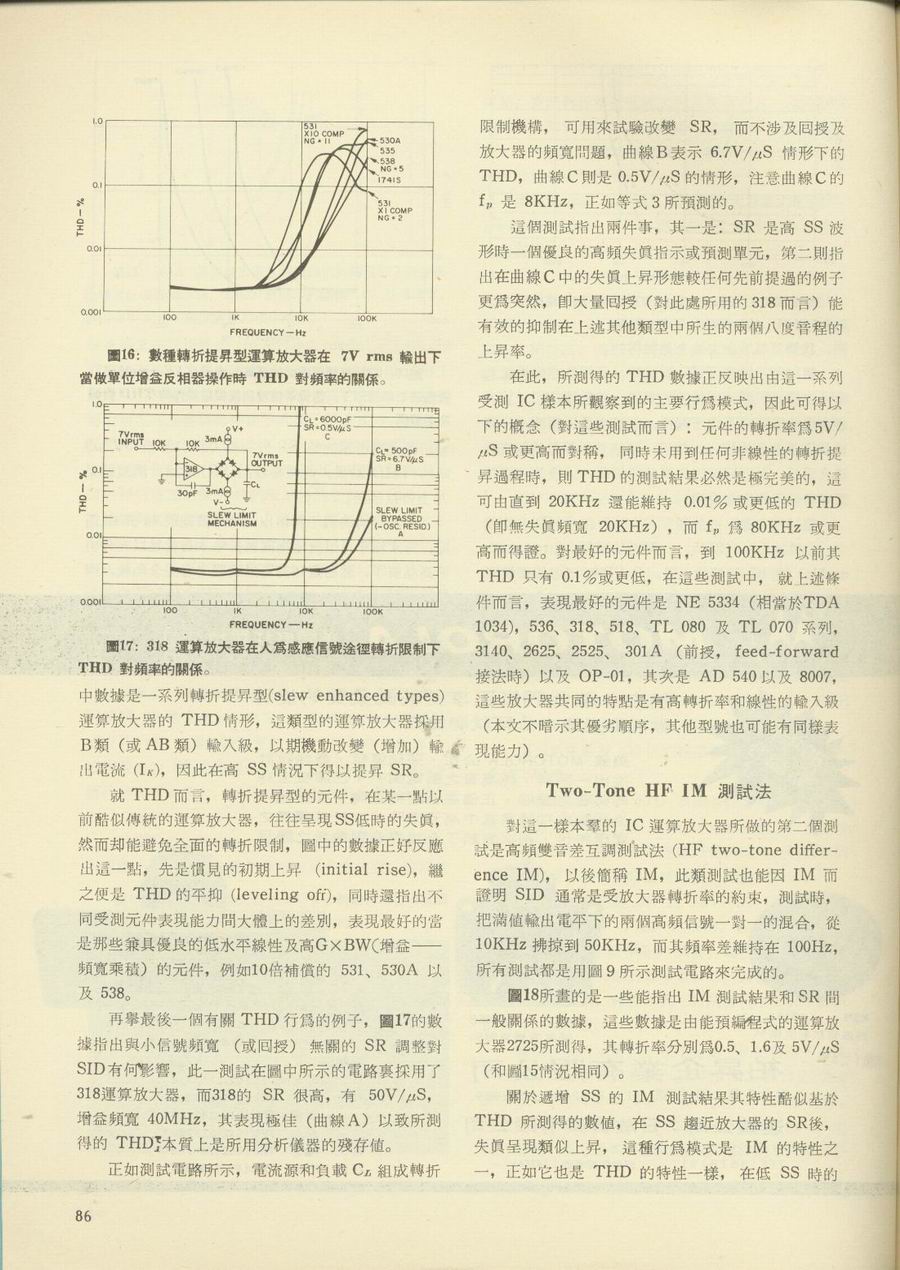 1.0
0.1
0.01
0.001
THD—%
531
X10 COMP
NG=11
530A
535
538
NG=5
1741S
531
X1 COMP
NG=2
100
1K
10K
100K
FREQUENCY—Hz
圖16：數種轉折提昇型運算放大器在 7V rms 輸出下
當做單位增益反相器操作時 THD 對頻率的關係。
1.0
0.1
0.01
0.001
THD—%
7Vrms
INPUT
10K
10K
3mA
V+
318
7Vrms
OUTPUT
30pF
3mA
V-
CL
SLEW LIMIT
MECHANISM
CL=6000pF
SR=0.5V/µS
C
CL=500pF
SR=6.7V/µS
B
SLEW LIMIT
BYPASSED
(-OSC. RESID.)
A
100
1K
10K
100K
FREQUENCY—Hz
圖17：318 運算放大器在人爲感應信號途徑轉折限制下
THD 對頻率的關係。
中數據是一系列轉折提昇型(slew enhanced types)
運算放大器的 THD 情形，這類型的運算放大器採用
B類（或 AB 類）輸入級，以期機動改變（增加）輸
出電流 (IK)，因此在高 SS 情況下得以提昇 SR。
就 THD 而言，轉折提昇型的元件，在某一點以
前酷似傳統的運算放大器，往往呈現SS低時的失眞，
然而却能避免全面的轉折限制，圖中的數據正好反應
出這一點，先是慣見的初期上昇 (initial rise)，繼
之便是 THD 的平抑 (leveling off)，同時還指出不
同受測元件表現能力間大體上的差別，表現最好的當
是那些兼具優良的低水平線性及高G×BW(增益——
頻寬乘積）的元件，例如10倍補償的 531、530A 以
及 538。
再擧最後一個有關 THD 行爲的例子，圖17的數
據指出與小信號頻寬 （或囘授） 無關的 SR 調整對
SID有何影響，此一測試在圖中所示的電路裏採用了
318運算放大器，而318的 SR 很高，有 50V/µS，
增益頻寬 40MHz，其表現極佳（曲線A）以致所測
得的 THD本質上是所用分析儀器的殘存値。
正如測試電路所示，電流源和負載 CL 組成轉折
限制機構， 可用來試驗改變 SR， 而不涉及囘授及
放大器的頻寬問題，曲線B表示 6.7V/µS 情形下的
THD，曲線C則是 0.5V/µS 的情形，注意曲線C的
fp 是 8KHz，正如等式3所預測的。
這個測試指出兩件事，其一是：SR 是高 SS 波
形時一個優良的高頻失眞指示或預測單元，第二則指
出在曲線C中的失眞上昇形態較任何先前提過的例子
更爲突然，卽大量囘授（對此處所用的 318 而言）能
有效的抑制在上述其他類型中所生的兩個八度音程的
上昇率。
在此，所測得的 THD 數據正反映出由這一系列
受測 IC 樣本所觀察到的主要行爲模式，因此可得以
下的概念（對這些測試而言）：元件的轉折率爲5V/
µS 或更高而對稱， 同時未用到任何非線性的轉折提
昇過程時，則 THD 的測試結果必然是極完美的，這
可由直到 20KHz 還能維持 0.01％ 或更低的 THD
（卽無失眞頻寬 20KHz），而 fp 爲 80KHz 或更
高而得證。對最好的元件而言，到 100KHz 以前其
THD 只有 0.1％或更低，在這些測試中， 就上述條
件而言，表現最好的元件是 NE 5334（相當於TDA
1034)，536、318、518、TL 080 及 TL 070 系列，
3140、2625、2525、 301A （前授， feed-forward
接法時）以及 OP-01，其次是 AD 540 以及 8007，
這些放大器共同的特點是有高轉折率和線性的輸入級
（本文不暗示其優劣順序，其他型號也可能有同樣表
現能力）。
Two-Tone HF IM 測試法
對這一樣本羣的 IC 運算放大器所做的第二個測
試是高頻雙音差互調測試法 (HF two-tone differ-
ence IM)， 以後簡稱 IM，此類測試也能因 IM 而
證明 SID 通常是受放大器轉折率的約束，測試時，
把滿値輸出電平下的兩個高頻信號一對一的混合，從
10KHz 拂掠到 50KHz，而其頻率差維持在 100Hz，
所有測試都是用圖9所示測試電路來完成的。
圖18所畫的是一些能指出 IM 測試結果和 SR 間
一般關係的數據，這些數據是由能預編程式的運算放
大器2725所測得，其轉折率分別爲0.5、1.6及 5V/µS
（和圖15情況相同）。
關於遞增 SS 的 IM 測試結果其特性酷似基於
THD 所測得的數値，在 SS 趨近放大器的 SR後，
失眞呈現類似上昇， 這種行爲模式是 IM 的特性之
一，正如它也是 THD 的特性一樣， 在低 SS 時的
86